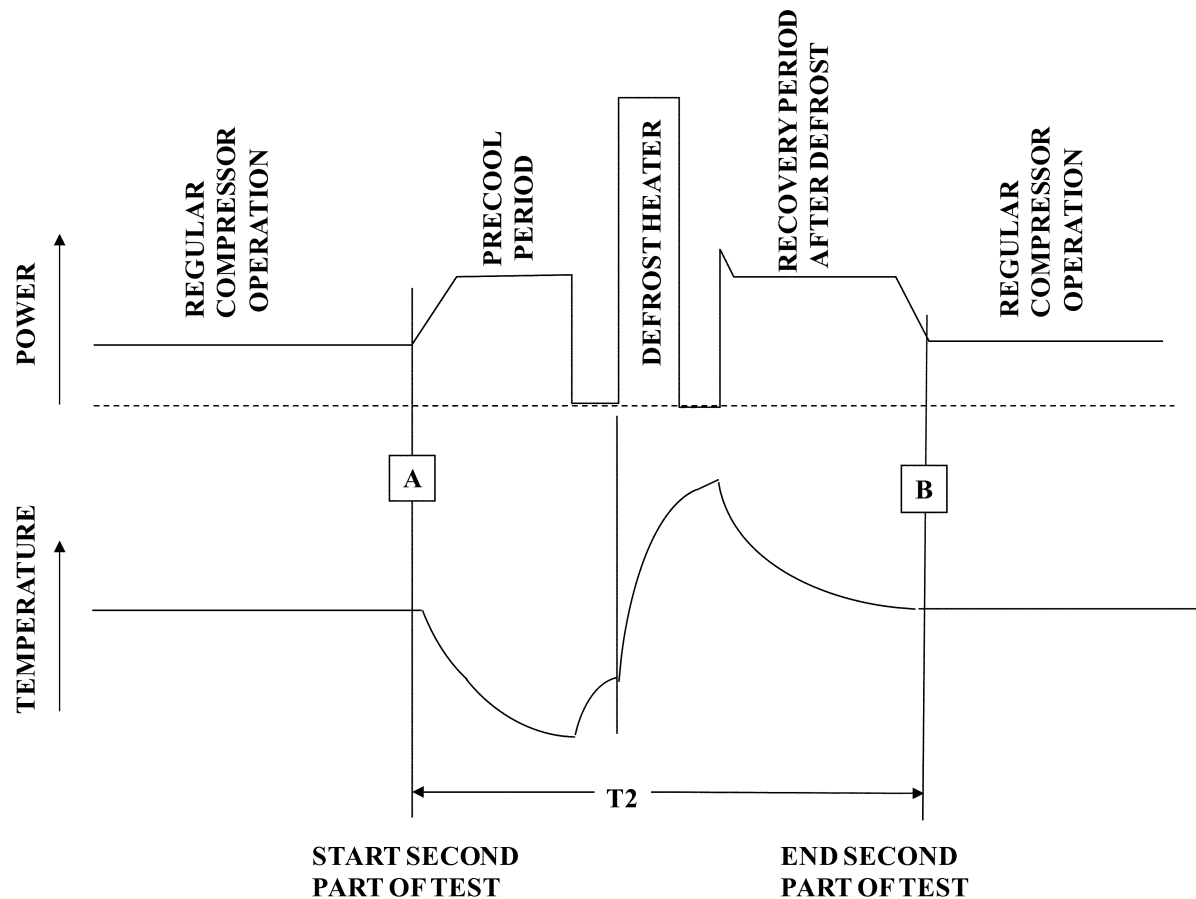 REGULAR
COMPRESSOR
OPERATION
PRECOOL
PERIOD
DEFROST HEATER
RECOVERY PERIOD
AFTER DEFROST
REGULAR
COMPRESSOR
OPERATION
POWER
A
B
TEMPERATURE
T2
START SECOND
PART OF TEST
END SECOND
PART OF TEST